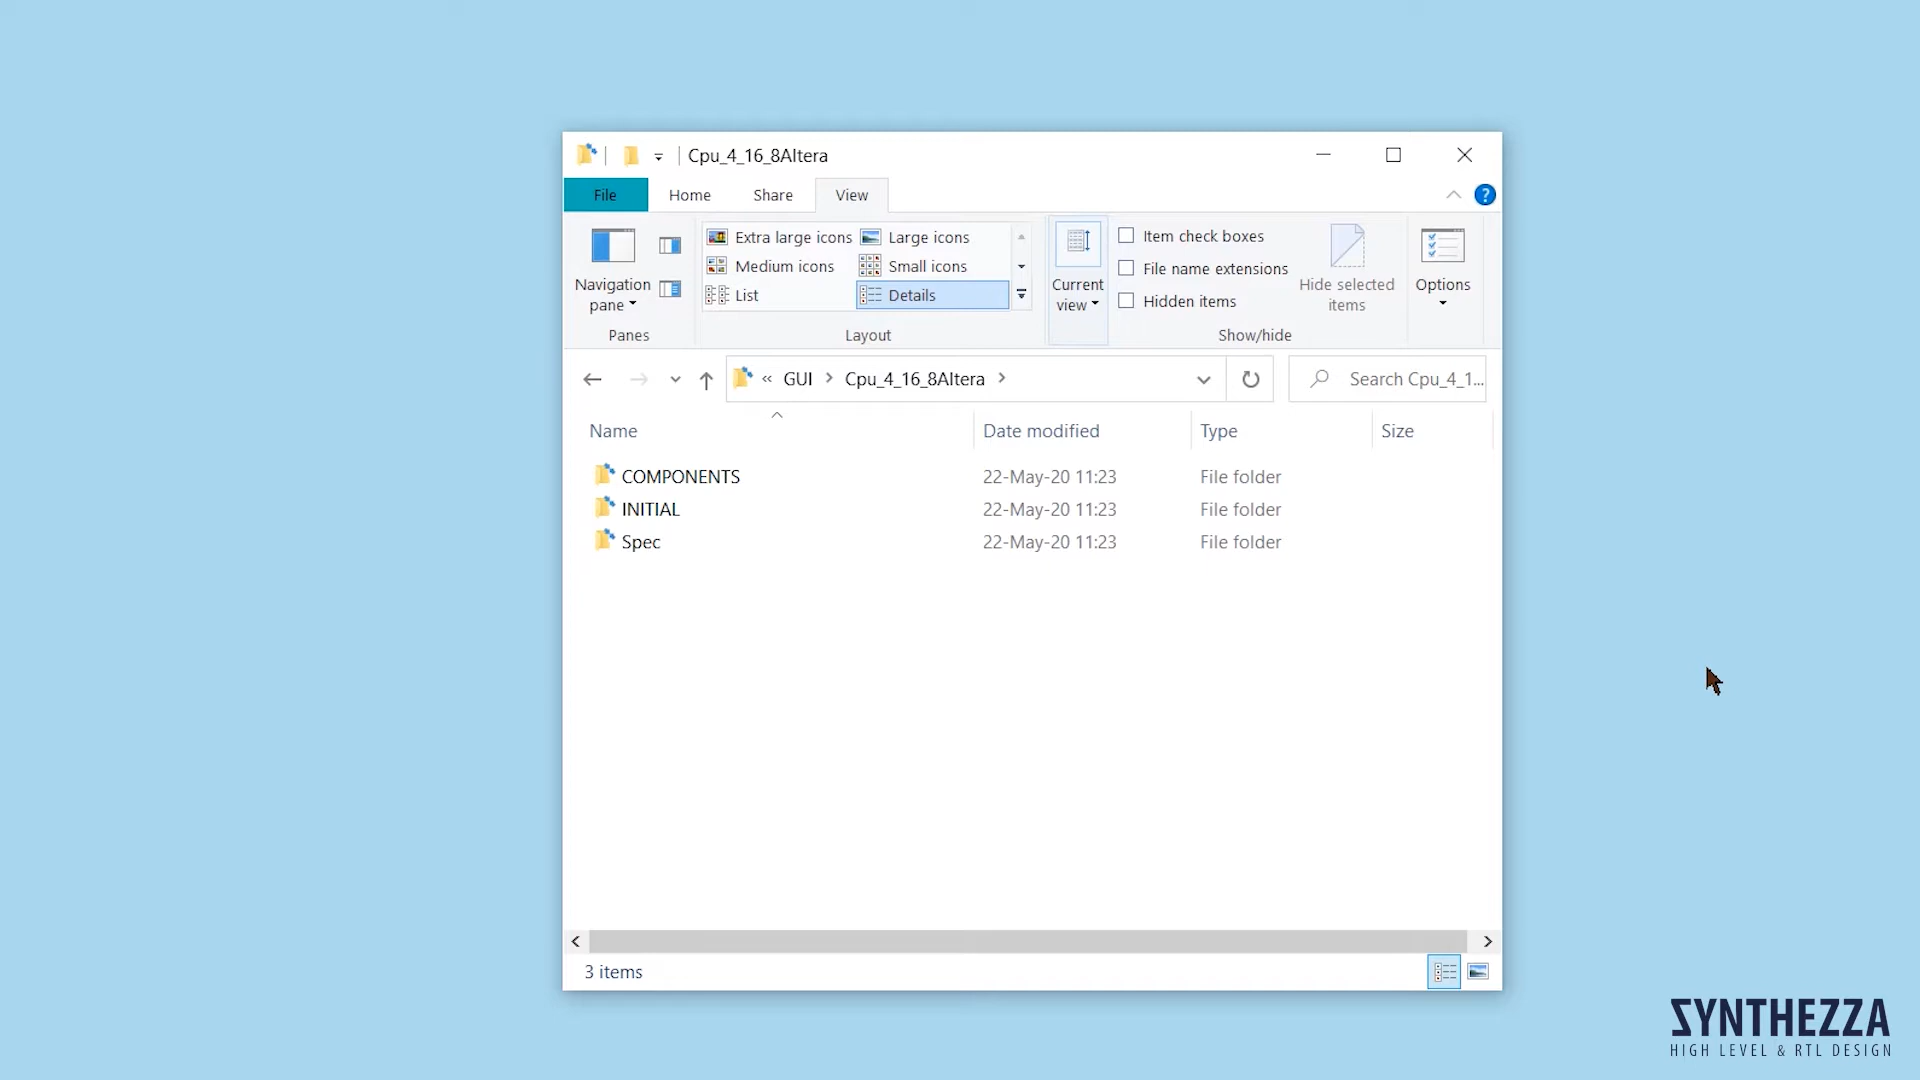 Cpu_4_16_8Altera
File Home Share View
Extra large icons Large icons
Medium icons Small icons
List Details
Navigation pane
Panes
Layout
Current view
Item check boxes
File name extensions
Hidden items
Hide selected items
Show/hide
Options
« GUI Cpu_4_16_8Altera
Search Cpu_4_1...
Name Date modified Type Size
COMPONENTS 22-May-20 11:23 File folder
INITIAL 22-May-20 11:23 File folder
Spec 22-May-20 11:23 File folder
3 items
SYNTHEZZA
HIGH LEVEL & RTL DESIGN